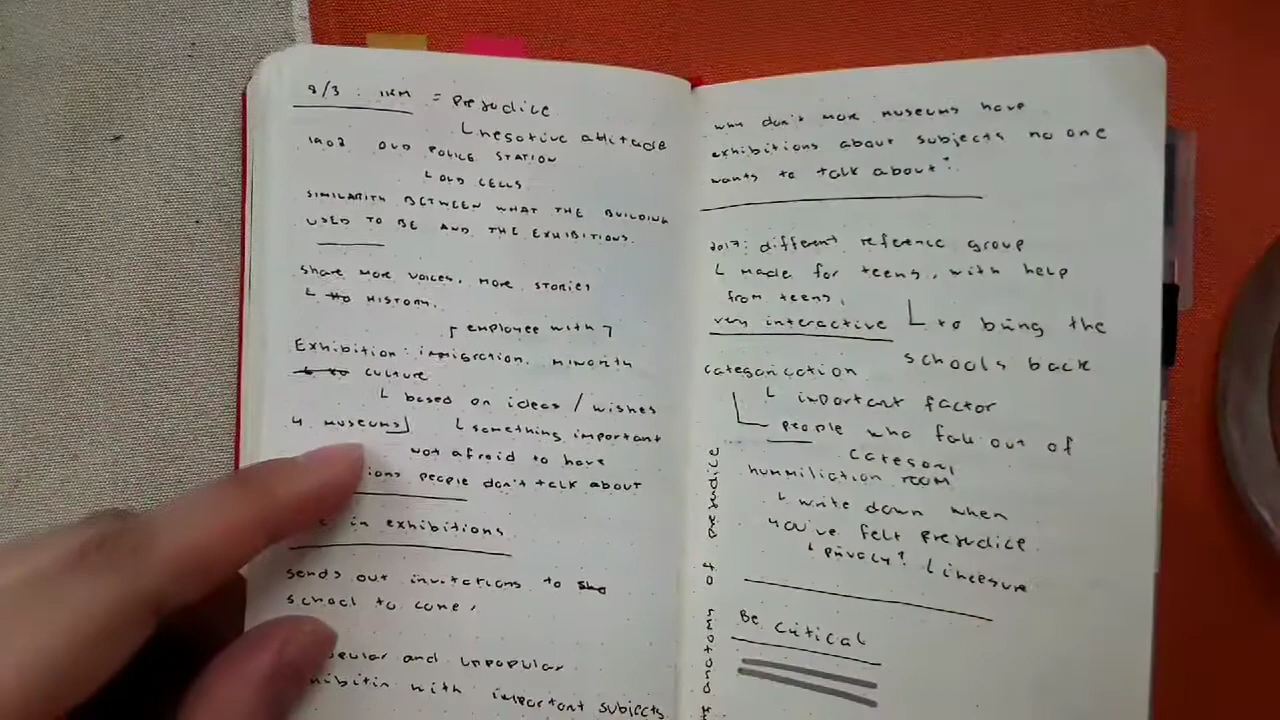 8/3: IKM = prejudice
└ negative attitude
1902 OLD POLICE STATION
└ OLD CELLS
SIMILARITY BETWEEN WHAT THE BUILDING
USED TO BE AND THE EXHIBITIONS.
share more voices, more stories
└ HISTORY.
┌ employee with ┐
Exhibition: immigration, minority
culture
└ based on ideas / wishes
4 museums┘ └ something important
not afraid to have
people don't talk about
in exhibitions
sends out invitations to
school to come,
and unpopular
with important subjects
why don't more museums have
exhibitions about subjects no one
wants to talk about?
2017: different reference group
└ made for teens, with help
from teens,
very interactive └ to bring the
schools back
categorization
└ important factor
└ people who fall out of
category
hummiliation room
└ write down when
you've felt prejudice
└ privacy? └ insecure
Be critical
of prejudice